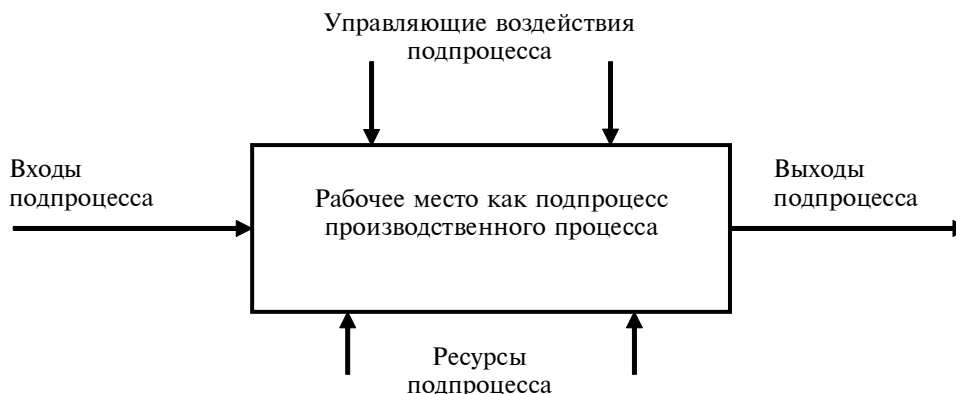 Управляющие воздействия
подпроцесса
Входы
подпроцесса
Рабочее место как подпроцесс
производственного процесса
Выходы
подпроцесса
Ресурсы
подпроцесса